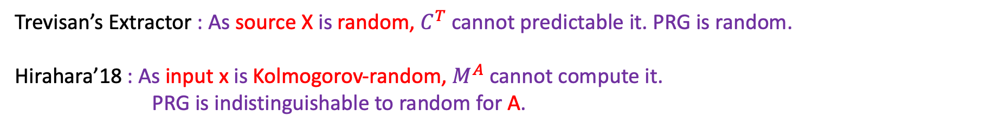 Trevisan’s Extractor : As source X is random, C^T cannot predictable it. PRG is random.
Hirahara’18 : As input x is Kolmogorov-random, M^A cannot compute it.
PRG is indistinguishable to random for A.